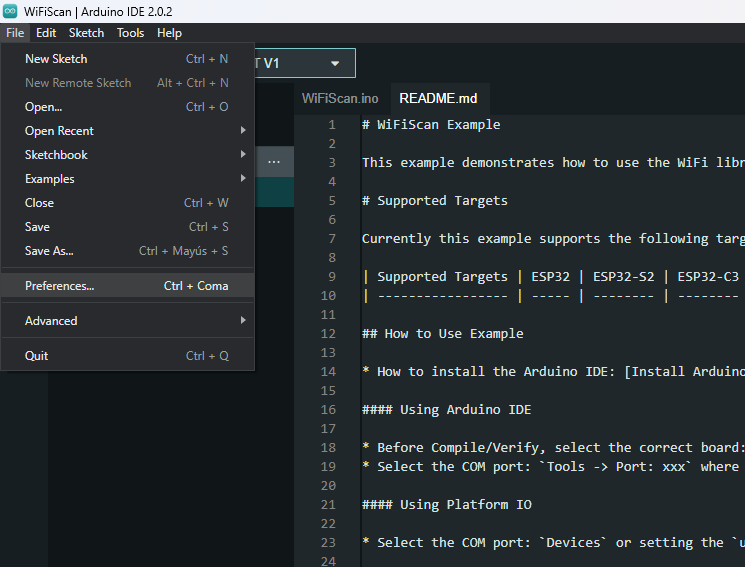 WiFiScan | Arduino IDE 2.0.2
File Edit Sketch Tools Help
New Sketch Ctrl + N
New Remote Sketch Alt + Ctrl + N
Open... Ctrl + O
Open Recent
Sketchbook
Examples
Close Ctrl + W
Save Ctrl + S
Save As... Ctrl + Mayús + S
Preferences... Ctrl + Coma
Advanced
Quit Ctrl + Q
T V1
WiFiScan.ino README.md
1 # WiFiScan Example
2
3 This example demonstrates how to use the WiFi libr
4
5 # Supported Targets
6
7 Currently this example supports the following targ
8
9 | Supported Targets | ESP32 | ESP32-S2 | ESP32-C3
10 | ----------------- | ----- | -------- | --------
11
12 ## How to Use Example
13
14 * How to install the Arduino IDE: [Install Arduino
15
16 #### Using Arduino IDE
17
18 * Before Compile/Verify, select the correct board:
19 * Select the COM port: `Tools -> Port: xxx` where
20
21 #### Using Platform IO
22
23 * Select the COM port: `Devices` or setting the `u
24